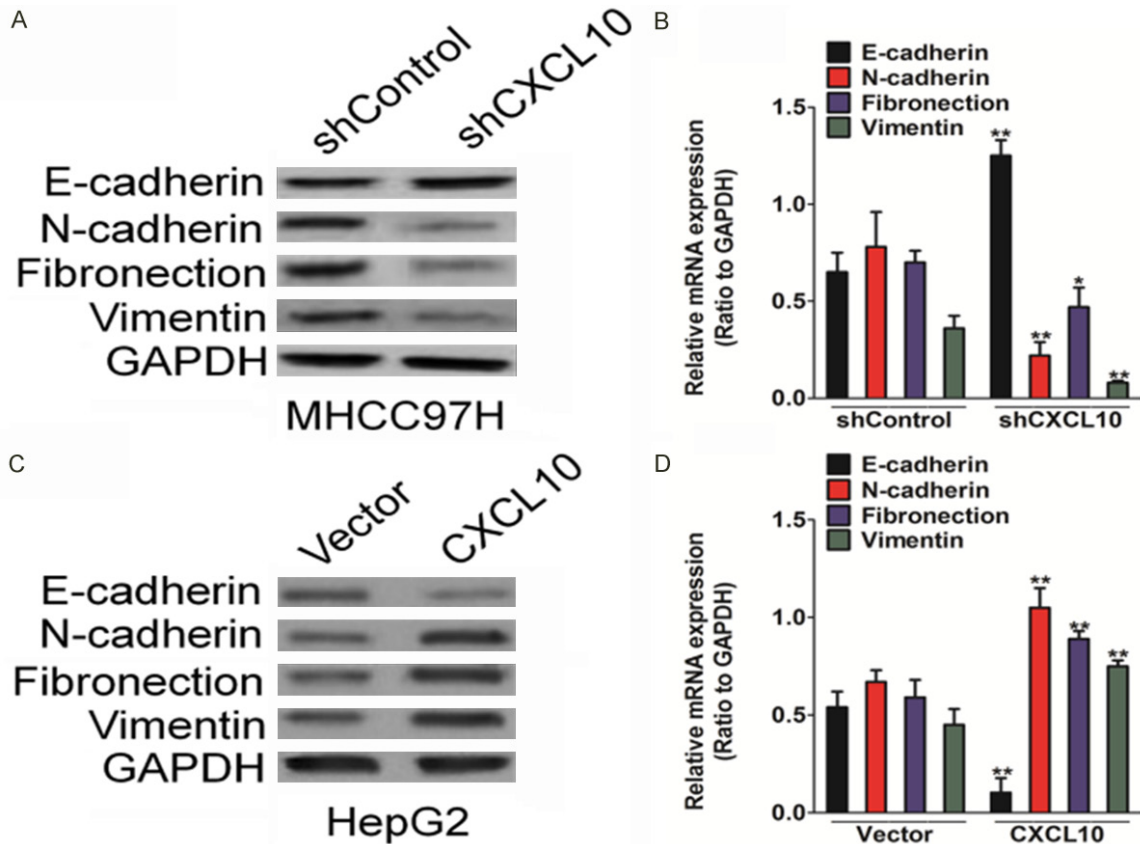 A
shControl
shCXCL10
E-cadherin
N-cadherin
Fibronection
Vimentin
GAPDH
MHCC97H
B
E-cadherin
N-cadherin
Fibronection
Vimentin
Relative mRNA expression
(Ratio to GAPDH)
1.5
1.0
0.5
0.0
**
**
*
**
shControl
shCXCL10
C
Vector
CXCL10
E-cadherin
N-cadherin
Fibronection
Vimentin
GAPDH
HepG2
D
E-cadherin
N-cadherin
Fibronection
Vimentin
Relative mRNA expression
(Ratio to GAPDH)
1.5
1.0
0.5
0.0
**
**
**
**
Vector
CXCL10